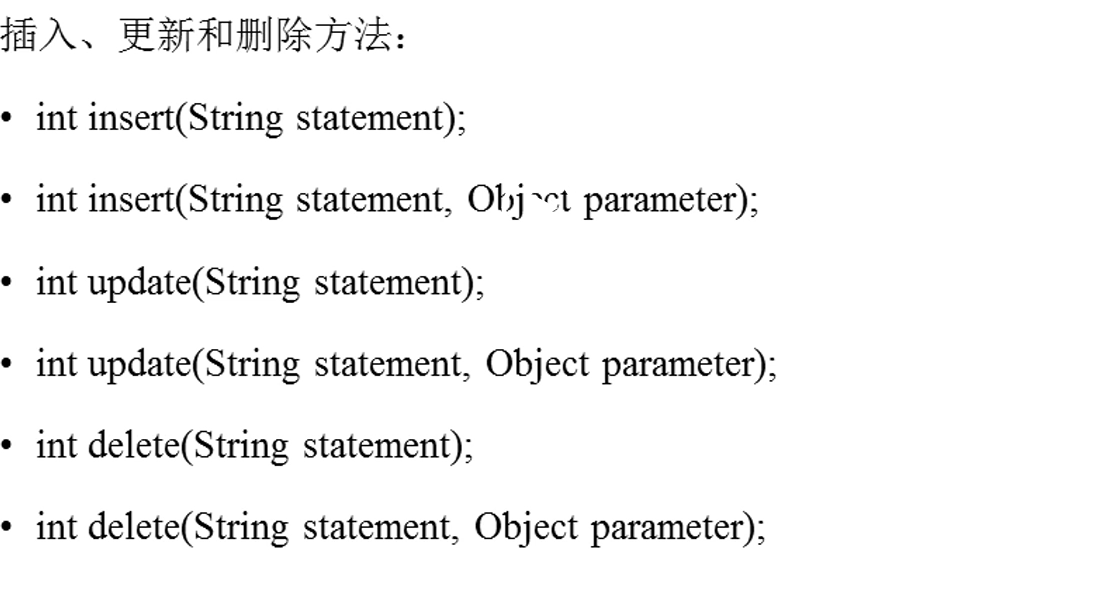 插入、更新和删除方法：
• int insert(String statement);
• int insert(String statement, Object parameter);
• int update(String statement);
• int update(String statement, Object parameter);
• int delete(String statement);
• int delete(String statement, Object parameter);